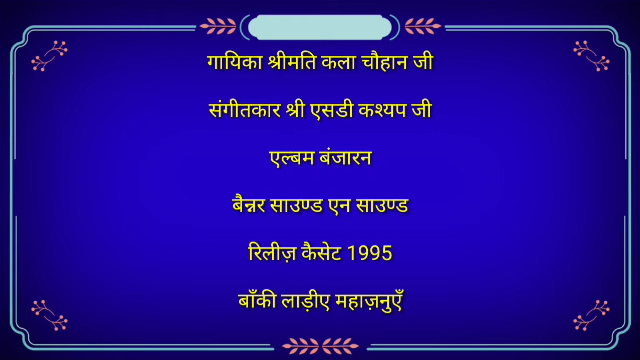 गायिका श्रीमति कला चौहान जी
संगीतकार श्री एसडी कश्यप जी
एल्बम बंजारन
बैन्नर साउण्ड एन साउण्ड
रिलीज़ कैसेट 1995
बाँकी लाड़ीए महाज़नुएँ